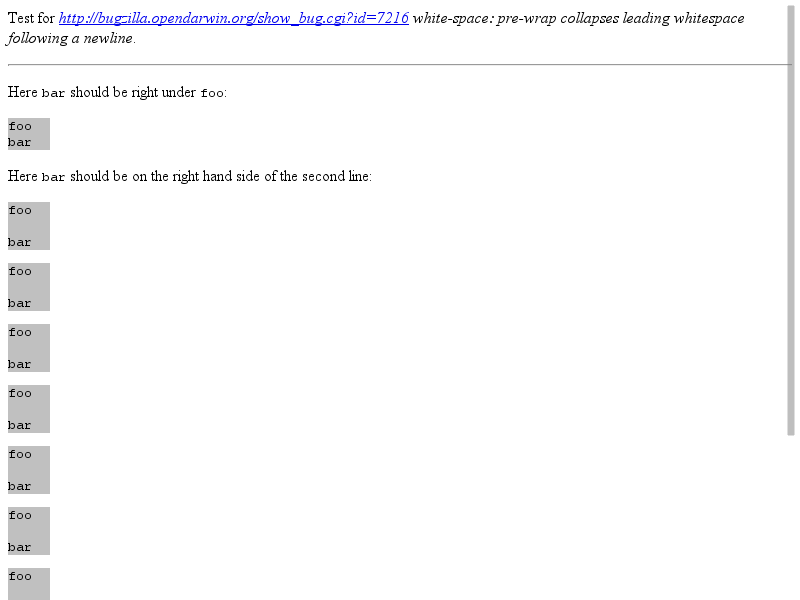 Test for http://bugzilla.opendarwin.org/show_bug.cgi?id=7216 white-space: pre-wrap collapses leading whitespace
following a newline.
Here bar should be right under foo:
foo
bar
Here bar should be on the right hand side of the second line:
foo
bar
foo
bar
foo
bar
foo
bar
foo
bar
foo
bar
foo